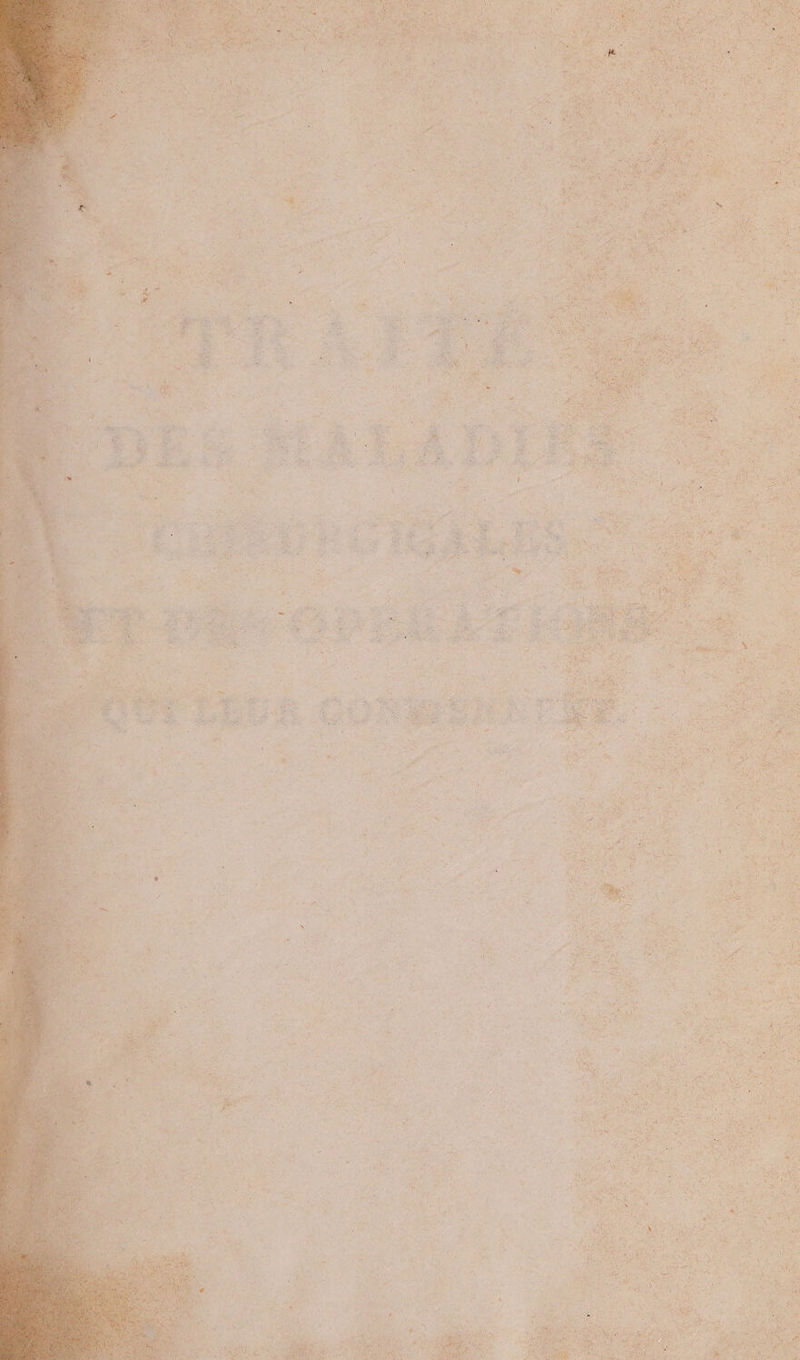 TRAITÉ
DES MALADIES
CHIRURGICALES
ET DES OPÉRATIONS
QUI LEUR CONVIENNENT.